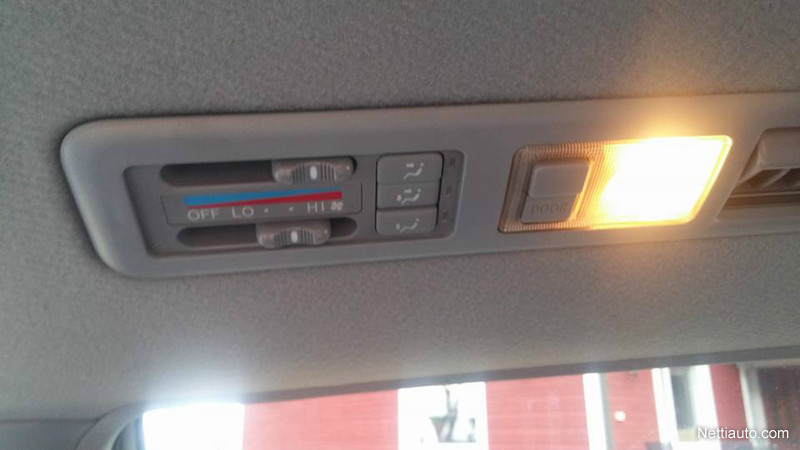 OFF LO • • HI
DOOR
Nettiauto.com